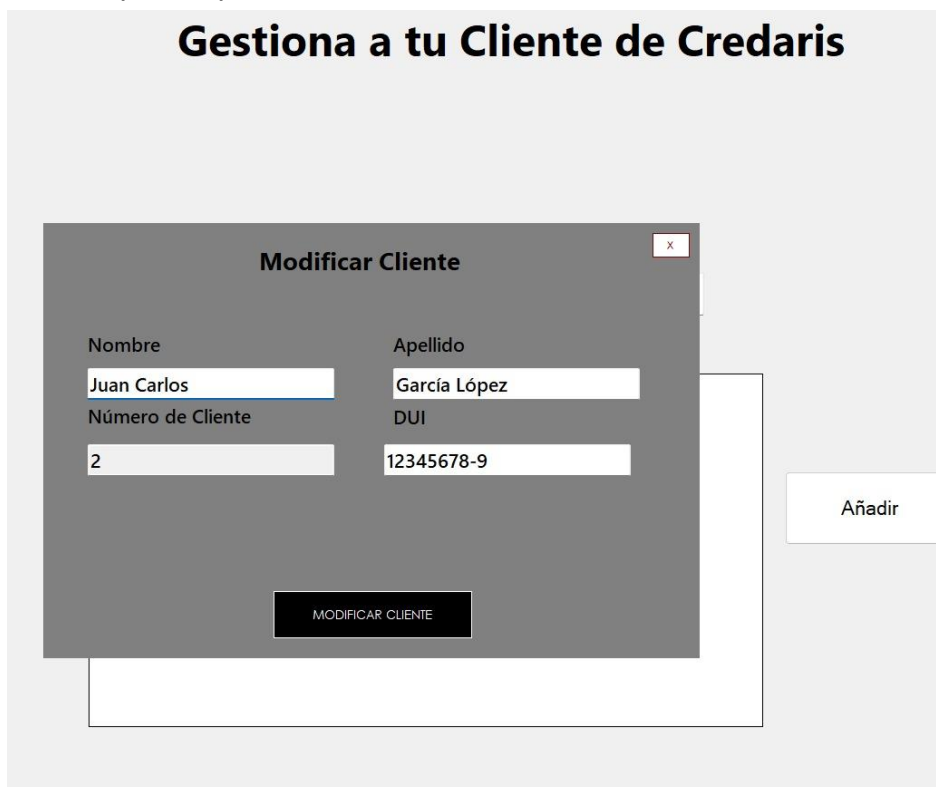 Gestiona a tu Cliente de Credaris
x
Modificar Cliente
Nombre Apellido
Juan Carlos García López
Número de Cliente DUI
2 12345678-9
Añadir
MODIFICAR CLIENTE